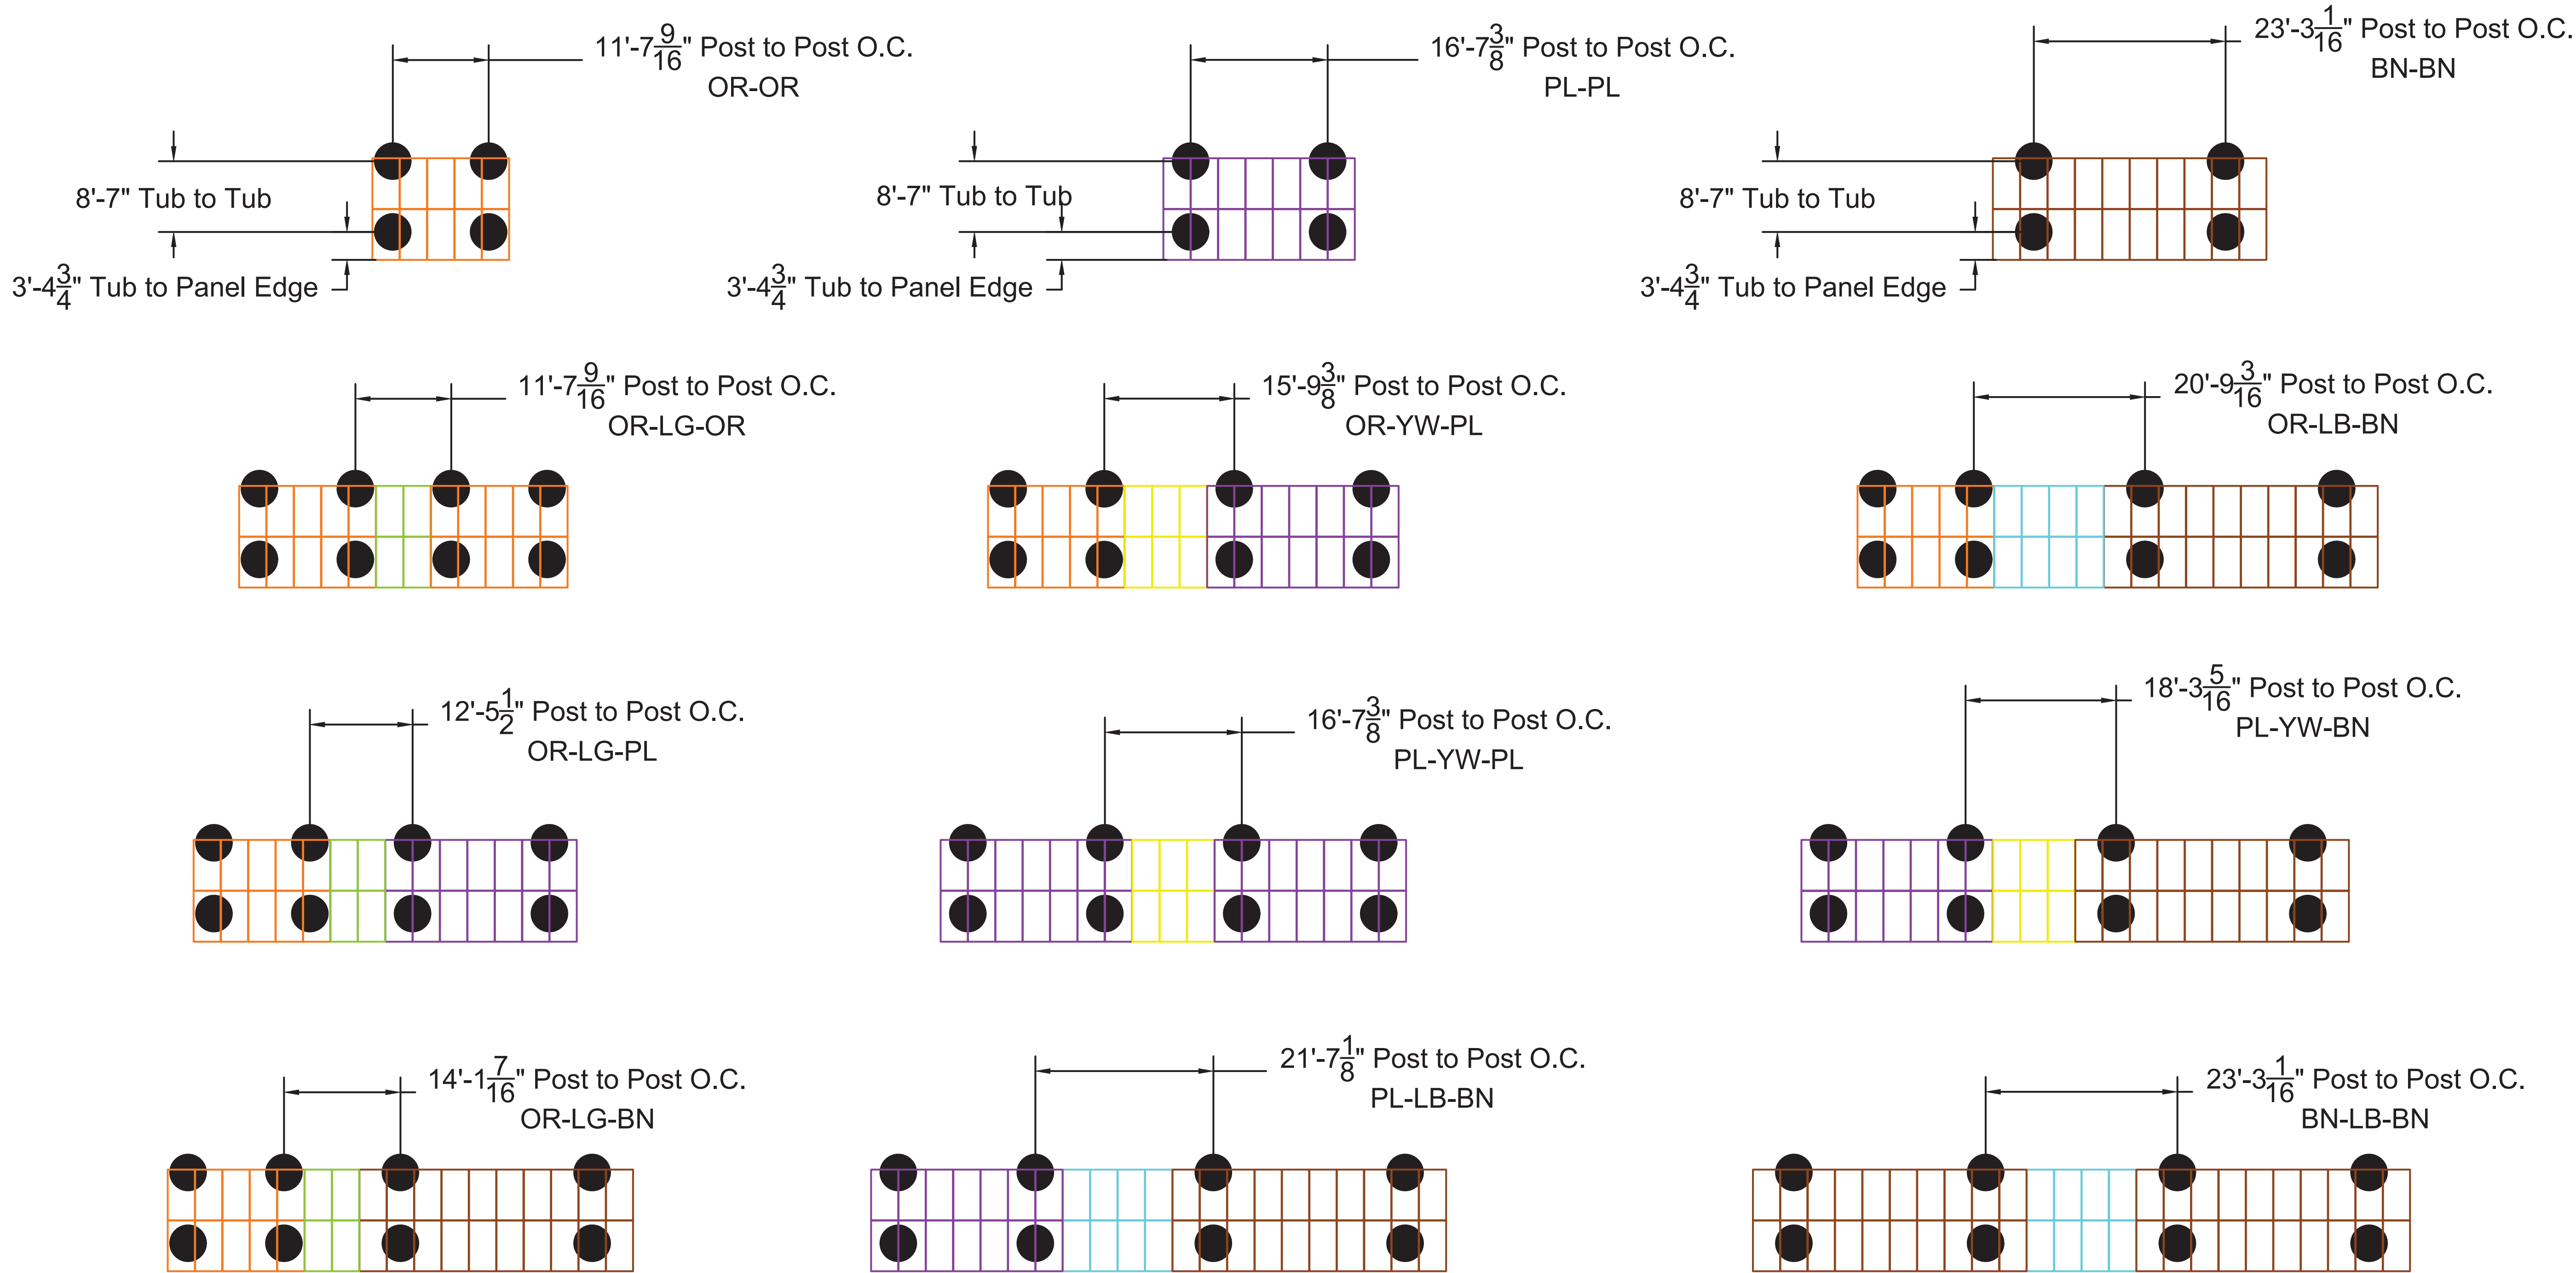 11'-7 9/16" Post to Post O.C.
OR-OR
8'-7" Tub to Tub
3'-4 3/4" Tub to Panel Edge
16'-7 3/8" Post to Post O.C.
PL-PL
8'-7" Tub to Tub
3'-4 3/4" Tub to Panel Edge
23'-3 1/16" Post to Post O.C.
BN-BN
8'-7" Tub to Tub
3'-4 3/4" Tub to Panel Edge
11'-7 9/16" Post to Post O.C.
OR-LG-OR
15'-9 3/8" Post to Post O.C.
OR-YW-PL
20'-9 3/16" Post to Post O.C.
OR-LB-BN
12'-5 1/2" Post to Post O.C.
OR-LG-PL
16'-7 3/8" Post to Post O.C.
PL-YW-PL
18'-3 5/16" Post to Post O.C.
PL-YW-BN
14'-1 7/16" Post to Post O.C.
OR-LG-BN
21'-7 1/8" Post to Post O.C.
PL-LB-BN
23'-3 1/16" Post to Post O.C.
BN-LB-BN